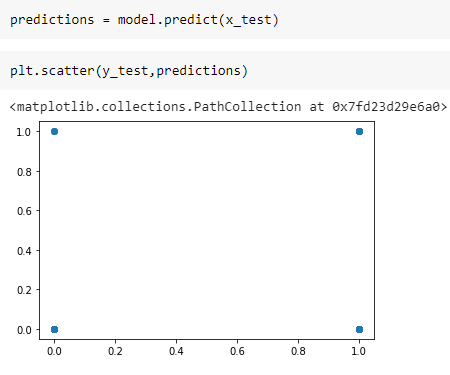 predictions = model.predict(x_test)
plt.scatter(y_test,predictions)
<matplotlib.collections.PathCollection at 0x7fd23d29e6a0>
1.0
0.8
0.6
0.4
0.2
0.0
0.0 0.2 0.4 0.6 0.8 1.0